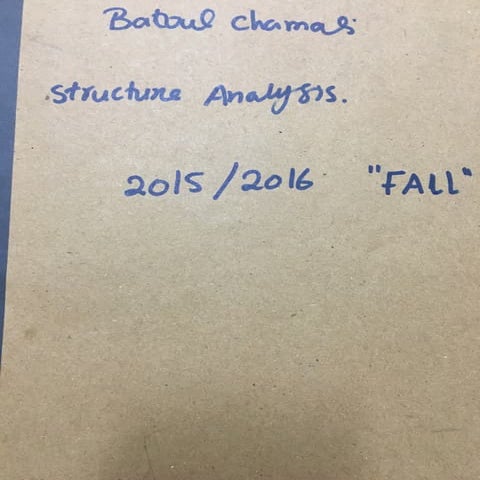 Batoul chamas
structure Analysis.
2015/2016 "FALL"